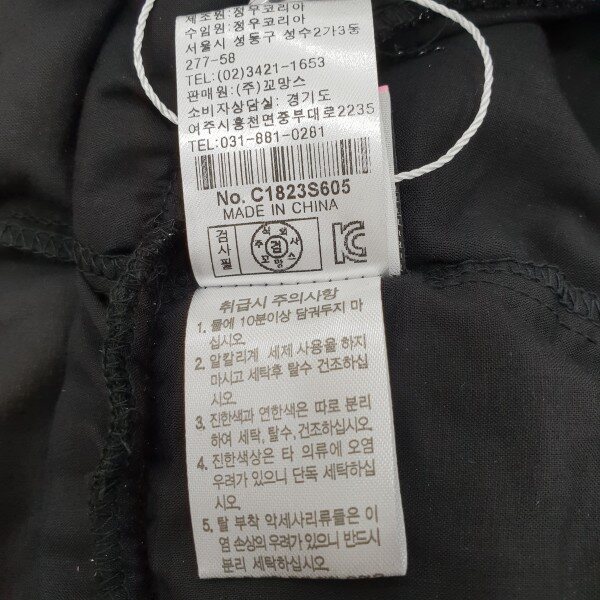 제조원:정우코리아
수입원:정우코리아
서울시 성동구 성수2가3동
277-58
TEL:(02)3421-1653
판매원:(주)꼬망스
소비자상담실:경기도
여주시흥천면중부대로2235
TEL:031-881-0281
No. C1823S605
MADE IN CHINA
검사필
주식회사
검
꼬망스
취급시 주의사항
1. 물에 10분이상 담궈두지 마
십시오.
2. 알칼리계 세제 사용을 하지
마시고 세탁후 탈수 건조하십
시오.
3. 진한색과 연한색은 따로 분리
하여 세탁,탈수,건조하십시오.
4. 진한색상은 타 의류에 오염
우려가 있으니 단독 세탁하십
시오.
5. 탈 부착 악세사리류들은 이
염 손상의 우려가 있으니 반드시
분리 세탁하십시오.